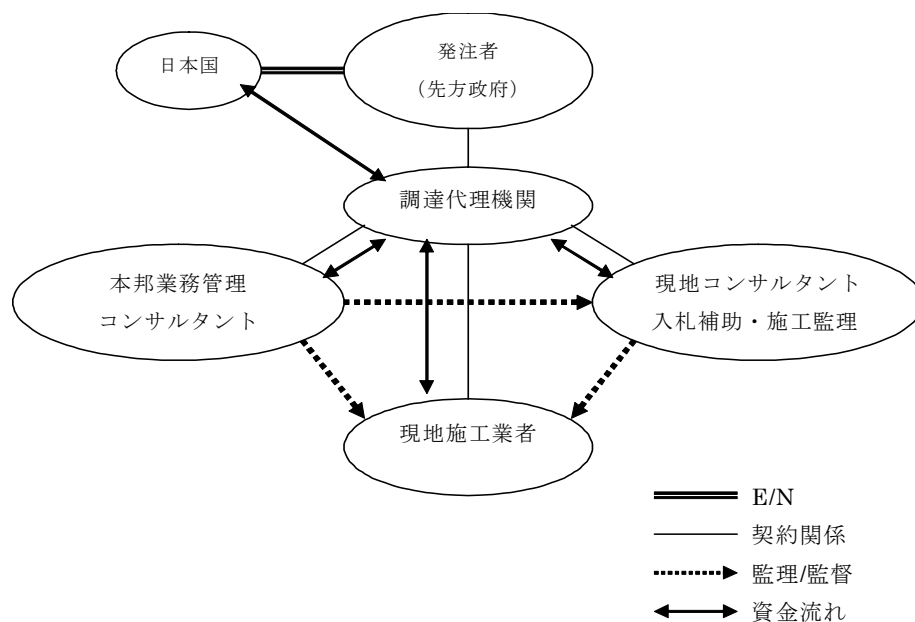 日本国
発注者
（先方政府）
調達代理機関
本邦業務管理
コンサルタント
現地コンサルタント
入札補助・施工監理
現地施工業者
E/N
契約関係
監理/監督
資金流れ